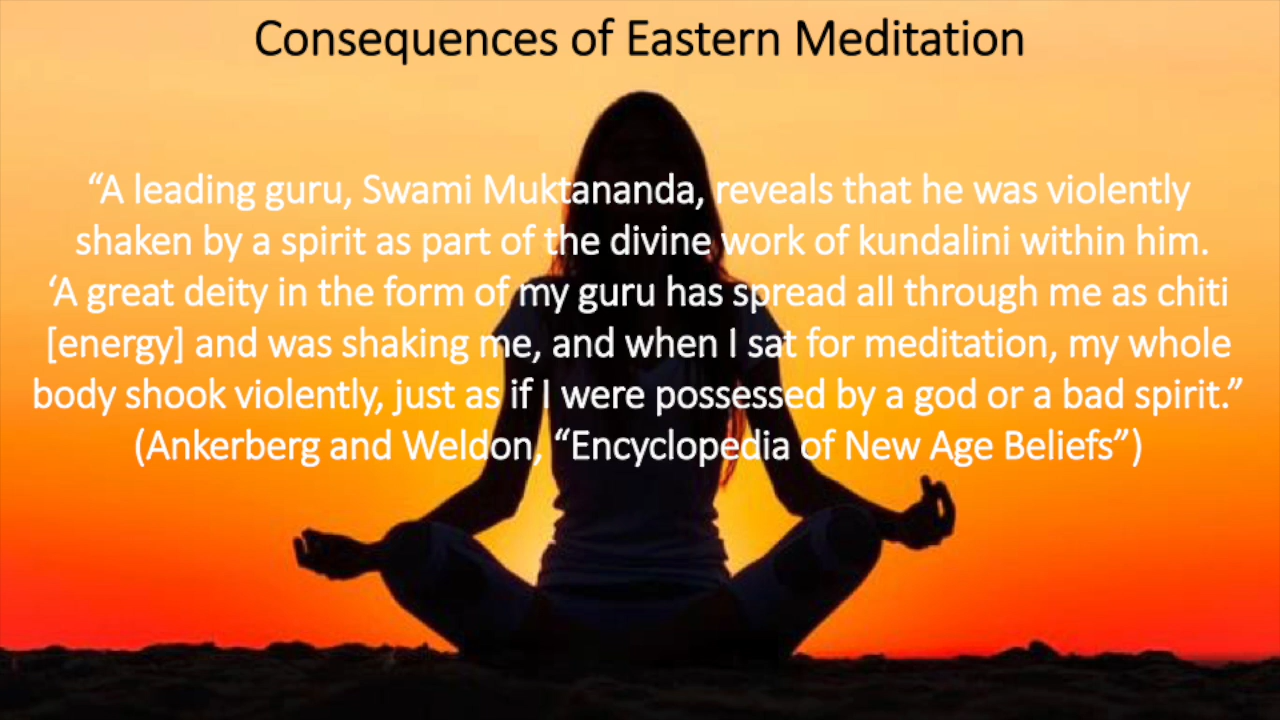 Consequences of Eastern Meditation
“A leading guru, Swami Muktananda, reveals that he was violently
shaken by a spirit as part of the divine work of kundalini within him.
‘A great deity in the form of my guru has spread all through me as chiti
[energy] and was shaking me, and when I sat for meditation, my whole
body shook violently, just as if I were possessed by a god or a bad spirit.”
(Ankerberg and Weldon, “Encyclopedia of New Age Beliefs”)